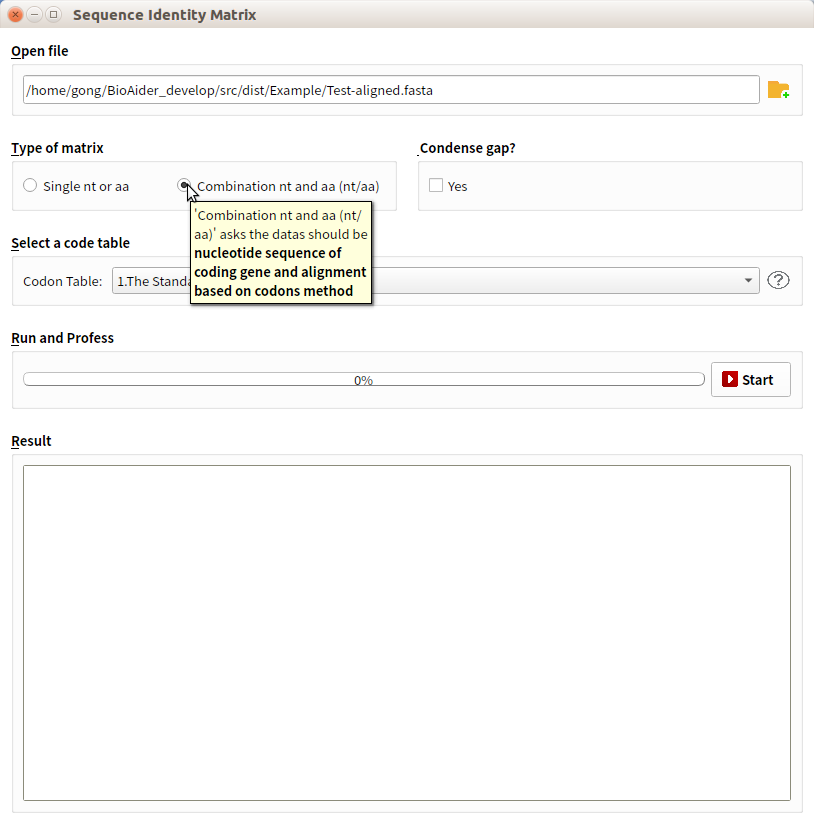 Sequence Identity Matrix
Open file
/home/gong/BioAider_develop/src/dist/Example/Test-aligned.fasta
Type of matrix
Condense gap?
Single nt or aa
Combination nt and aa (nt/aa)
Yes
'Combination nt and aa (nt/
aa)' asks the datas should be
nucleotide sequence of
coding gene and alignment
based on codons method
Select a code table
Codon Table:
1.The Standa
?
Run and Profess
0%
Start
Result